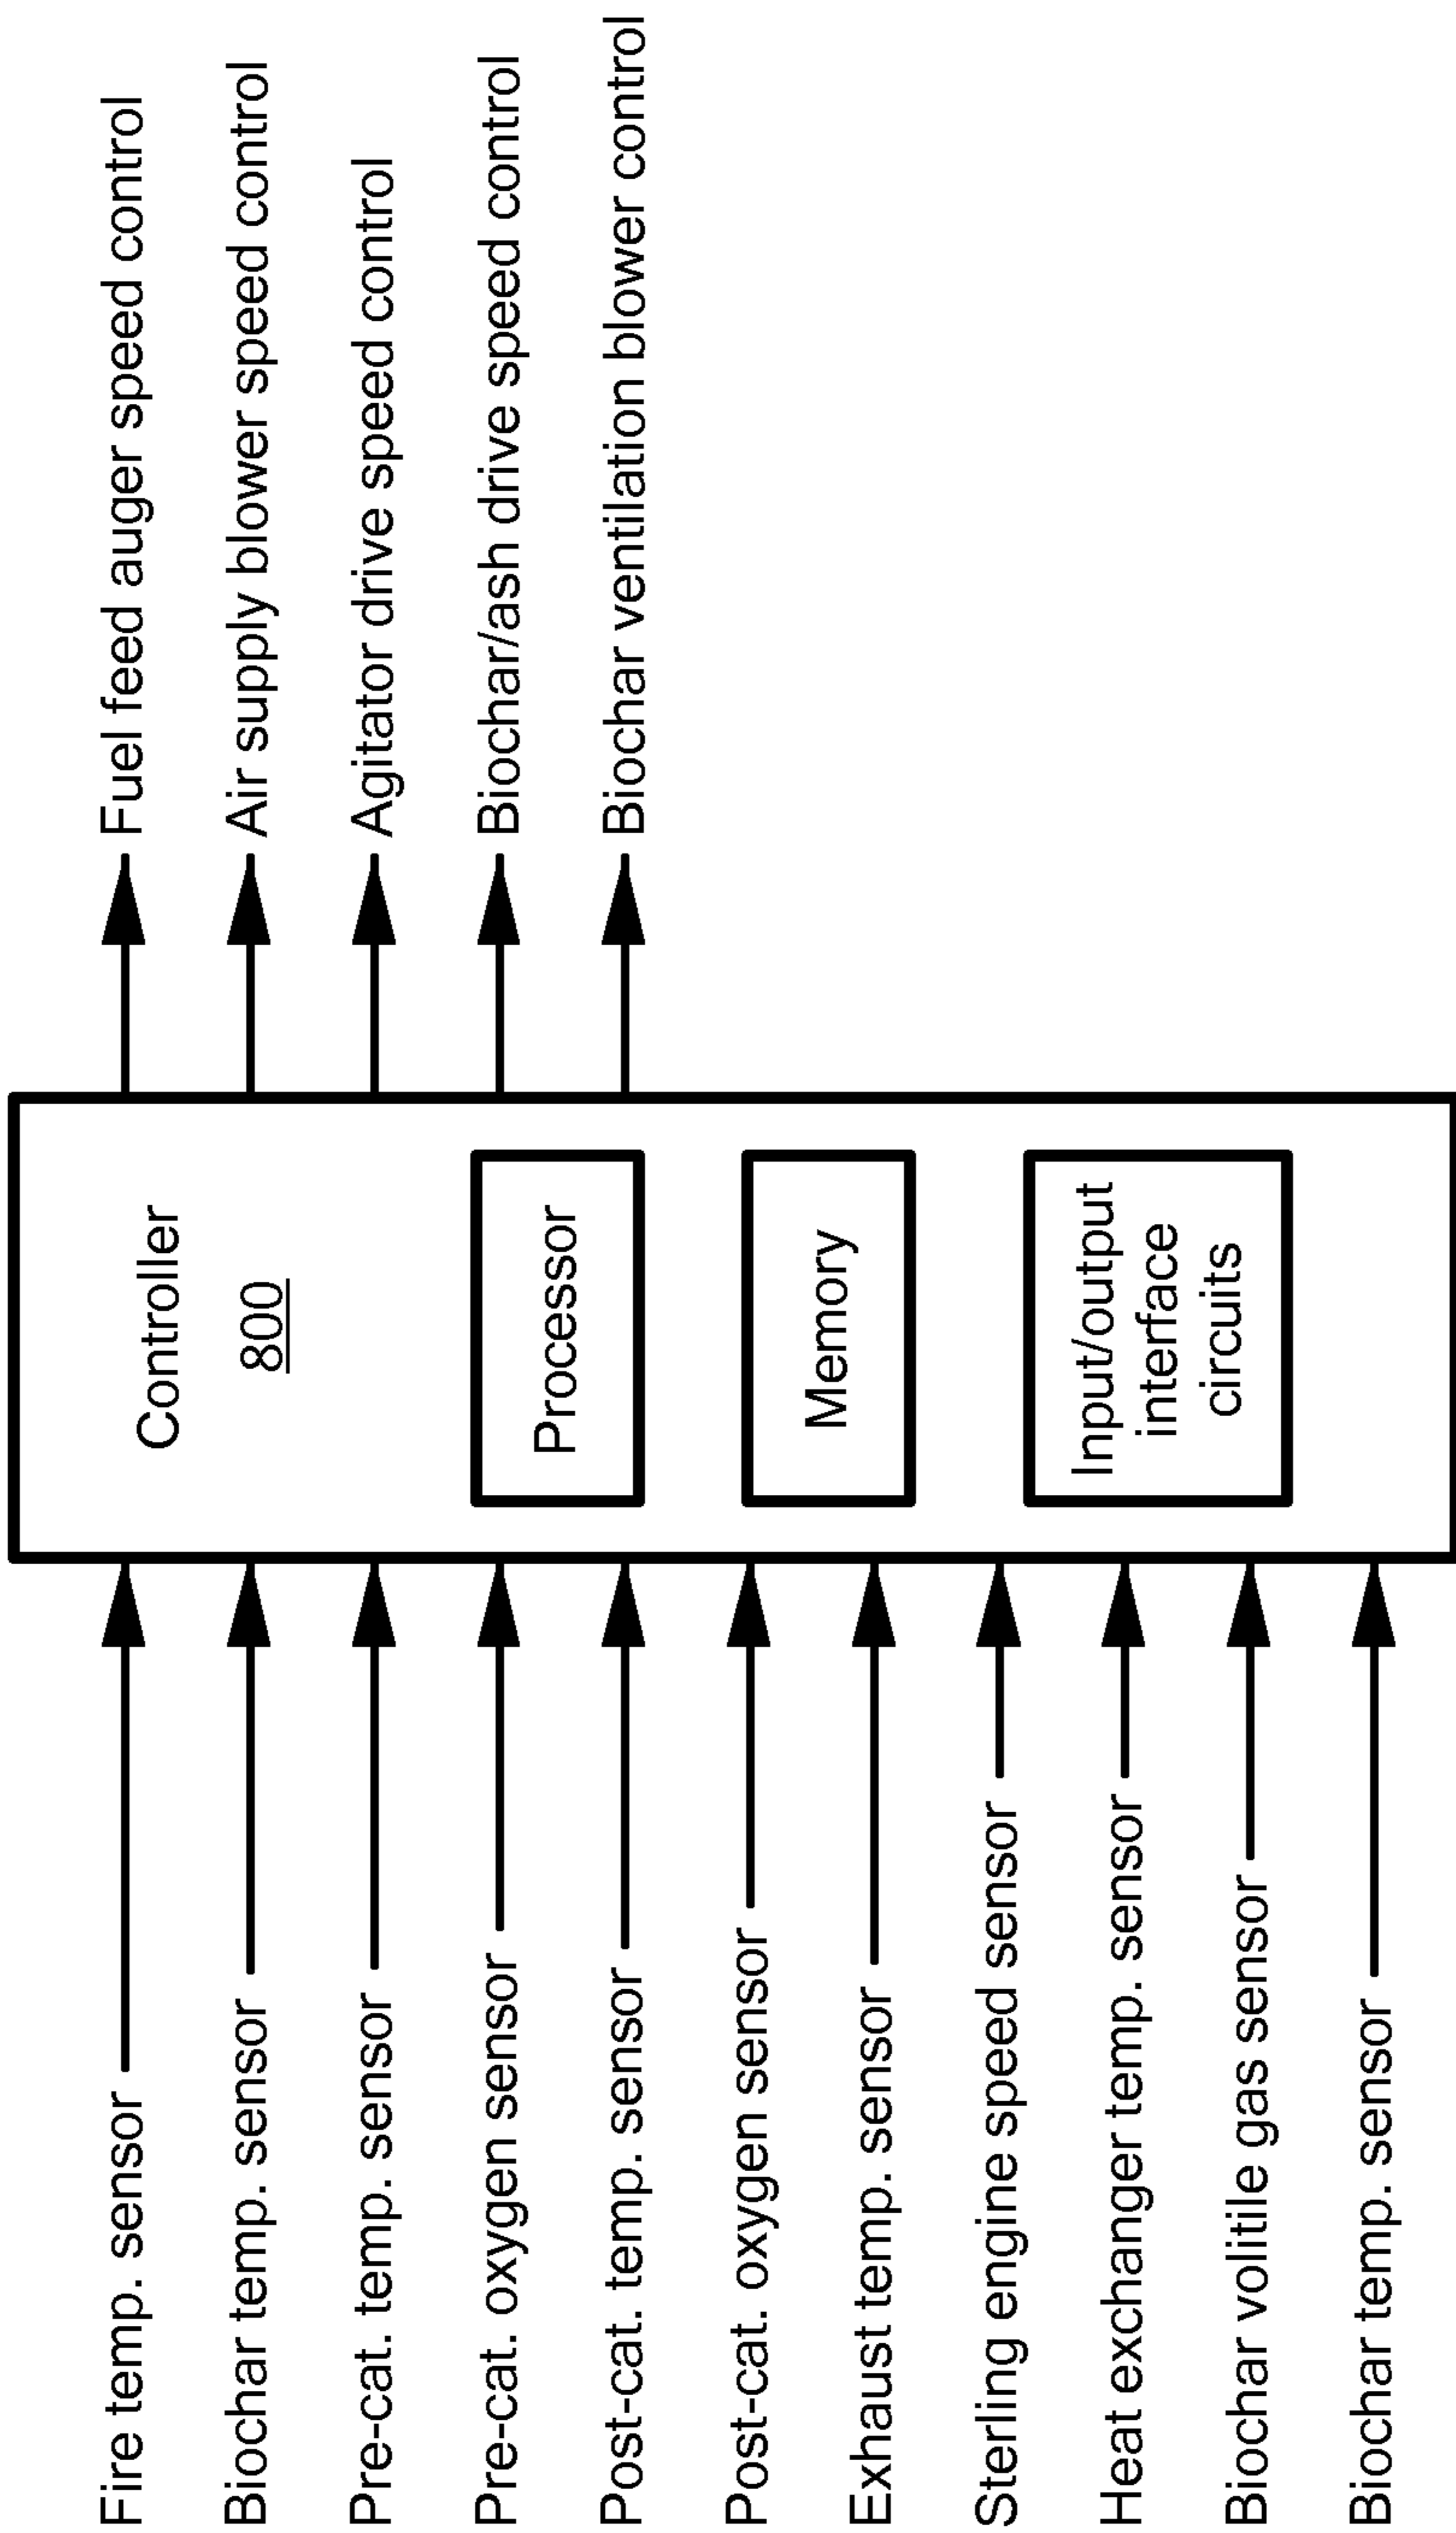 Fire temp. sensor
Biochar temp. sensor
Pre-cat. temp. sensor
Pre-cat. oxygen sensor
Post-cat. temp. sensor
Post-cat. oxygen sensor
Exhaust temp. sensor
Sterling engine speed sensor
Heat exchanger temp. sensor
Biochar volitile gas sensor
Biochar temp. sensor
Controller
800
Processor
Memory
Input/output
interface
circuits
Fuel feed auger speed control
Air supply blower speed control
Agitator drive speed control
Biochar/ash drive speed control
Biochar ventilation blower control